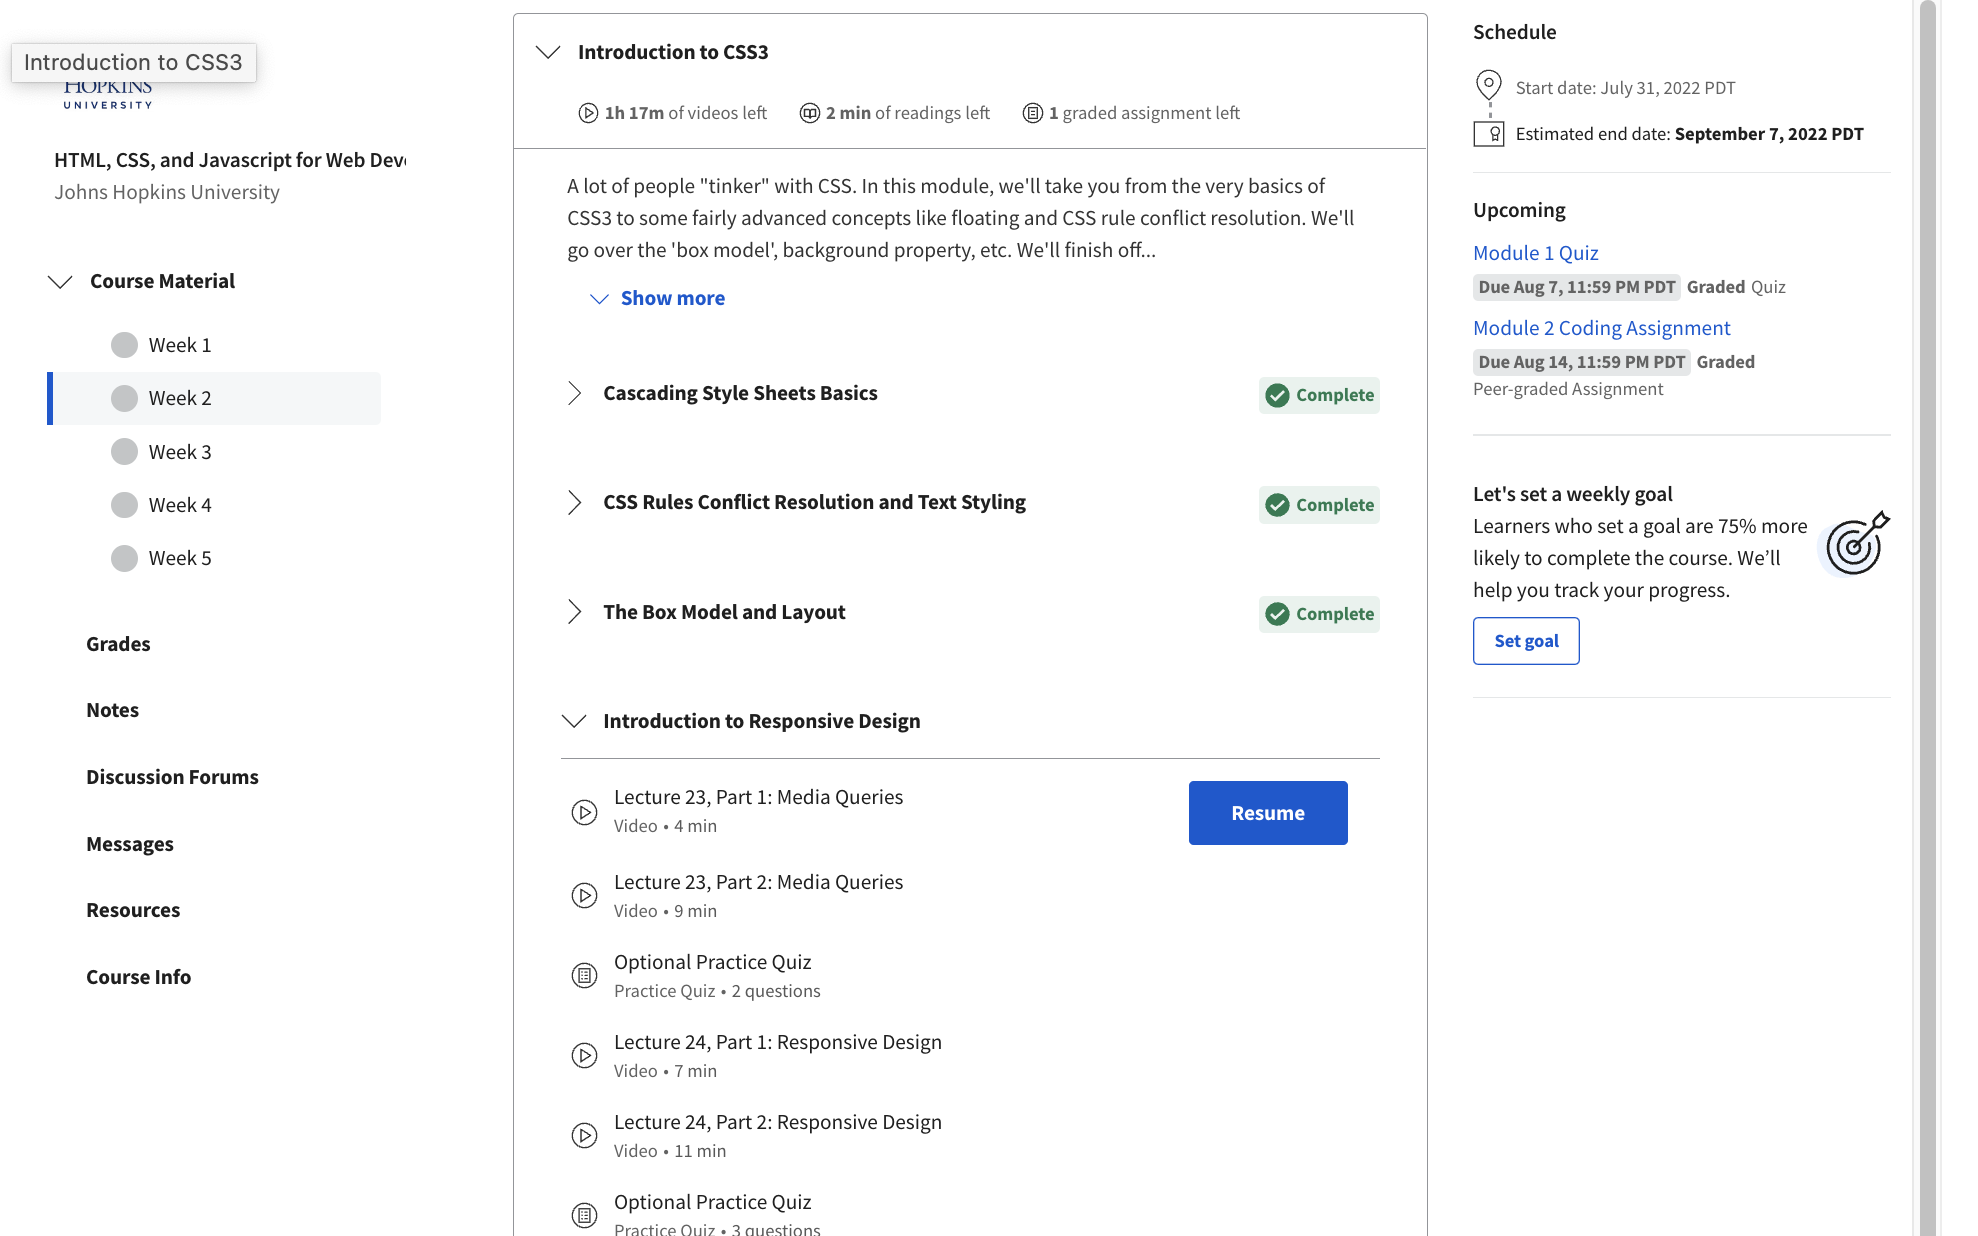 Introduction to CSS3
HOPKINS
UNIVERSITY
HTML, CSS, and Javascript for Web Deve
Johns Hopkins University
Course Material
Week 1
Week 2
Week 3
Week 4
Week 5
Grades
Notes
Discussion Forums
Messages
Resources
Course Info
Introduction to CSS3
1h 17m of videos left 2 min of readings left 1 graded assignment left
A lot of people "tinker" with CSS. In this module, we'll take you from the very basics of
CSS3 to some fairly advanced concepts like floating and CSS rule conflict resolution. We'll
go over the 'box model', background property, etc. We'll finish off...
Show more
Cascading Style Sheets Basics Complete
CSS Rules Conflict Resolution and Text Styling Complete
The Box Model and Layout Complete
Introduction to Responsive Design
Lecture 23, Part 1: Media Queries
Video • 4 min
Resume
Lecture 23, Part 2: Media Queries
Video • 9 min
Optional Practice Quiz
Practice Quiz • 2 questions
Lecture 24, Part 1: Responsive Design
Video • 7 min
Lecture 24, Part 2: Responsive Design
Video • 11 min
Optional Practice Quiz
Practice Quiz • 3 questions
Schedule
Start date: July 31, 2022 PDT
Estimated end date: September 7, 2022 PDT
Upcoming
Module 1 Quiz
Due Aug 7, 11:59 PM PDT Graded Quiz
Module 2 Coding Assignment
Due Aug 14, 11:59 PM PDT Graded
Peer-graded Assignment
Let's set a weekly goal
Learners who set a goal are 75% more
likely to complete the course. We’ll
help you track your progress.
Set goal